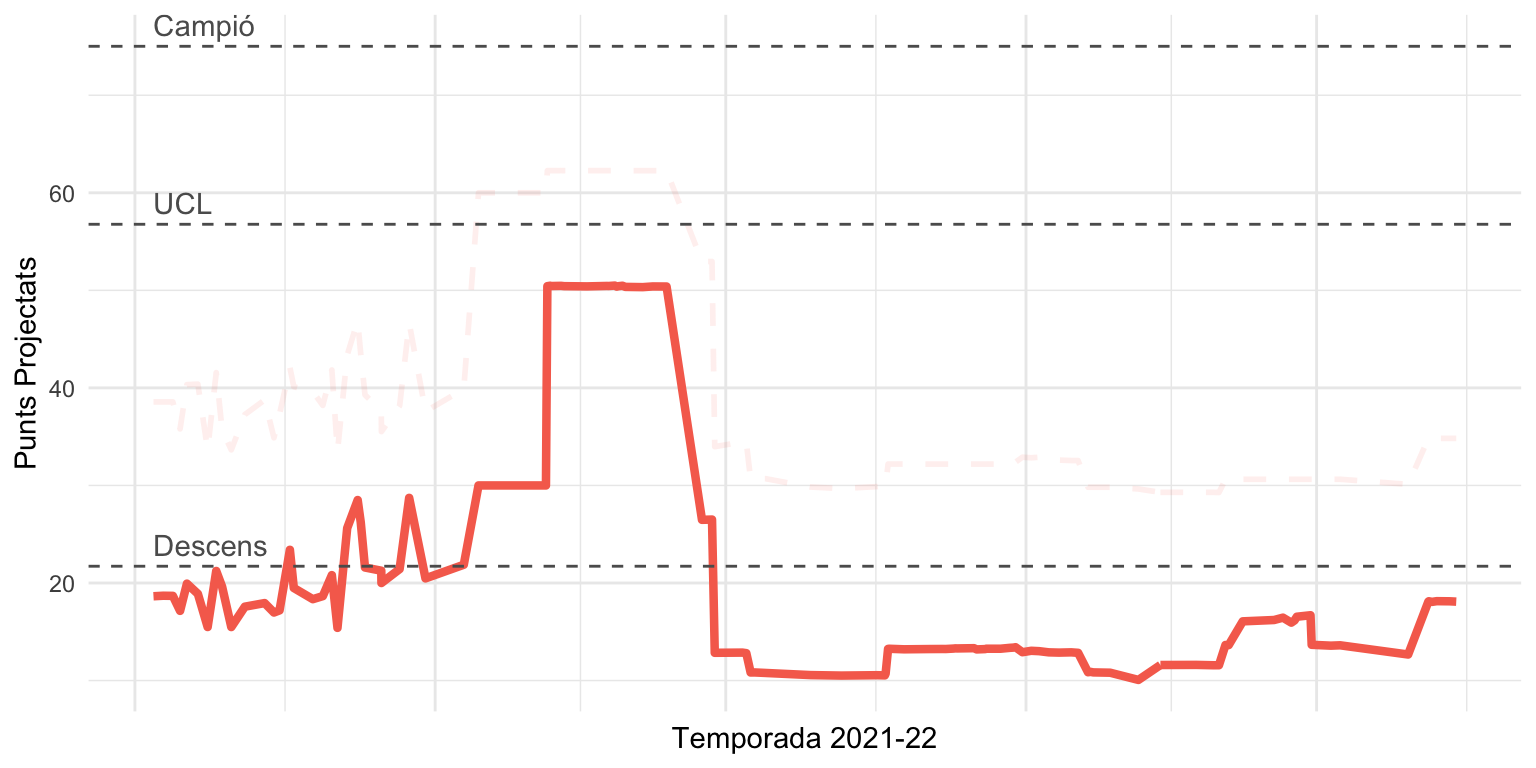 Campió
60
UCL
Punts Projectats
40
Descens
20
Temporada 2021-22